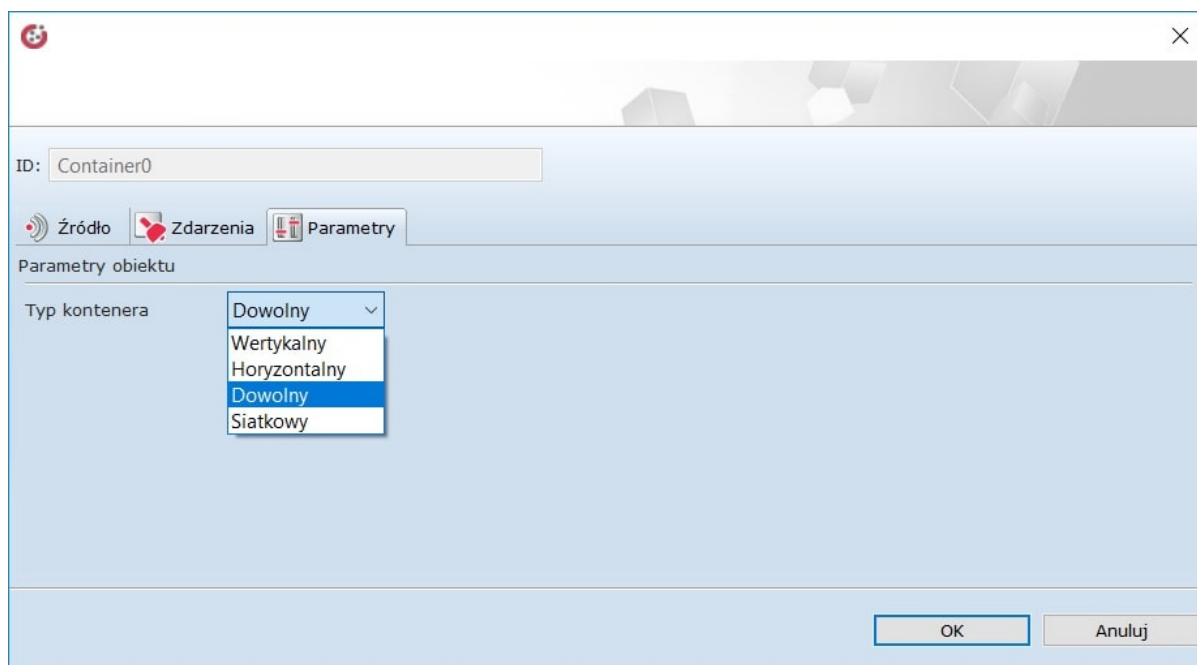 ID: Container0
Źródło Zdarzenia Parametry
Parametry obiektu
Typ kontenera Dowolny
Wertykalny
Horyzontalny
Dowolny
Siatkowy
OK Anuluj